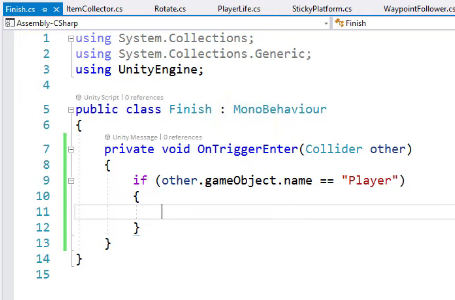 Finish.cs ItemCollector.cs Rotate.cs PlayerLife.cs StickyPlatform.cs WaypointFollower.cs
Assembly-CSharp Finish
1 using System.Collections;
2 using System.Collections.Generic;
3 using UnityEngine;
4
Unity Script | 0 references
5 public class Finish : MonoBehaviour
6 {
Unity Message | 0 references
7 private void OnTriggerEnter(Collider other)
8 {
9 if (other.gameObject.name == "Player")
10 {
11
12 }
13 }
14 }
15